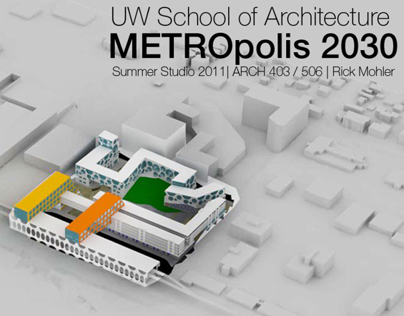 UW School of Architecture
METROpolis 2030
Summer Studio 2011| ARCH 403 / 506 | Rick Mohler